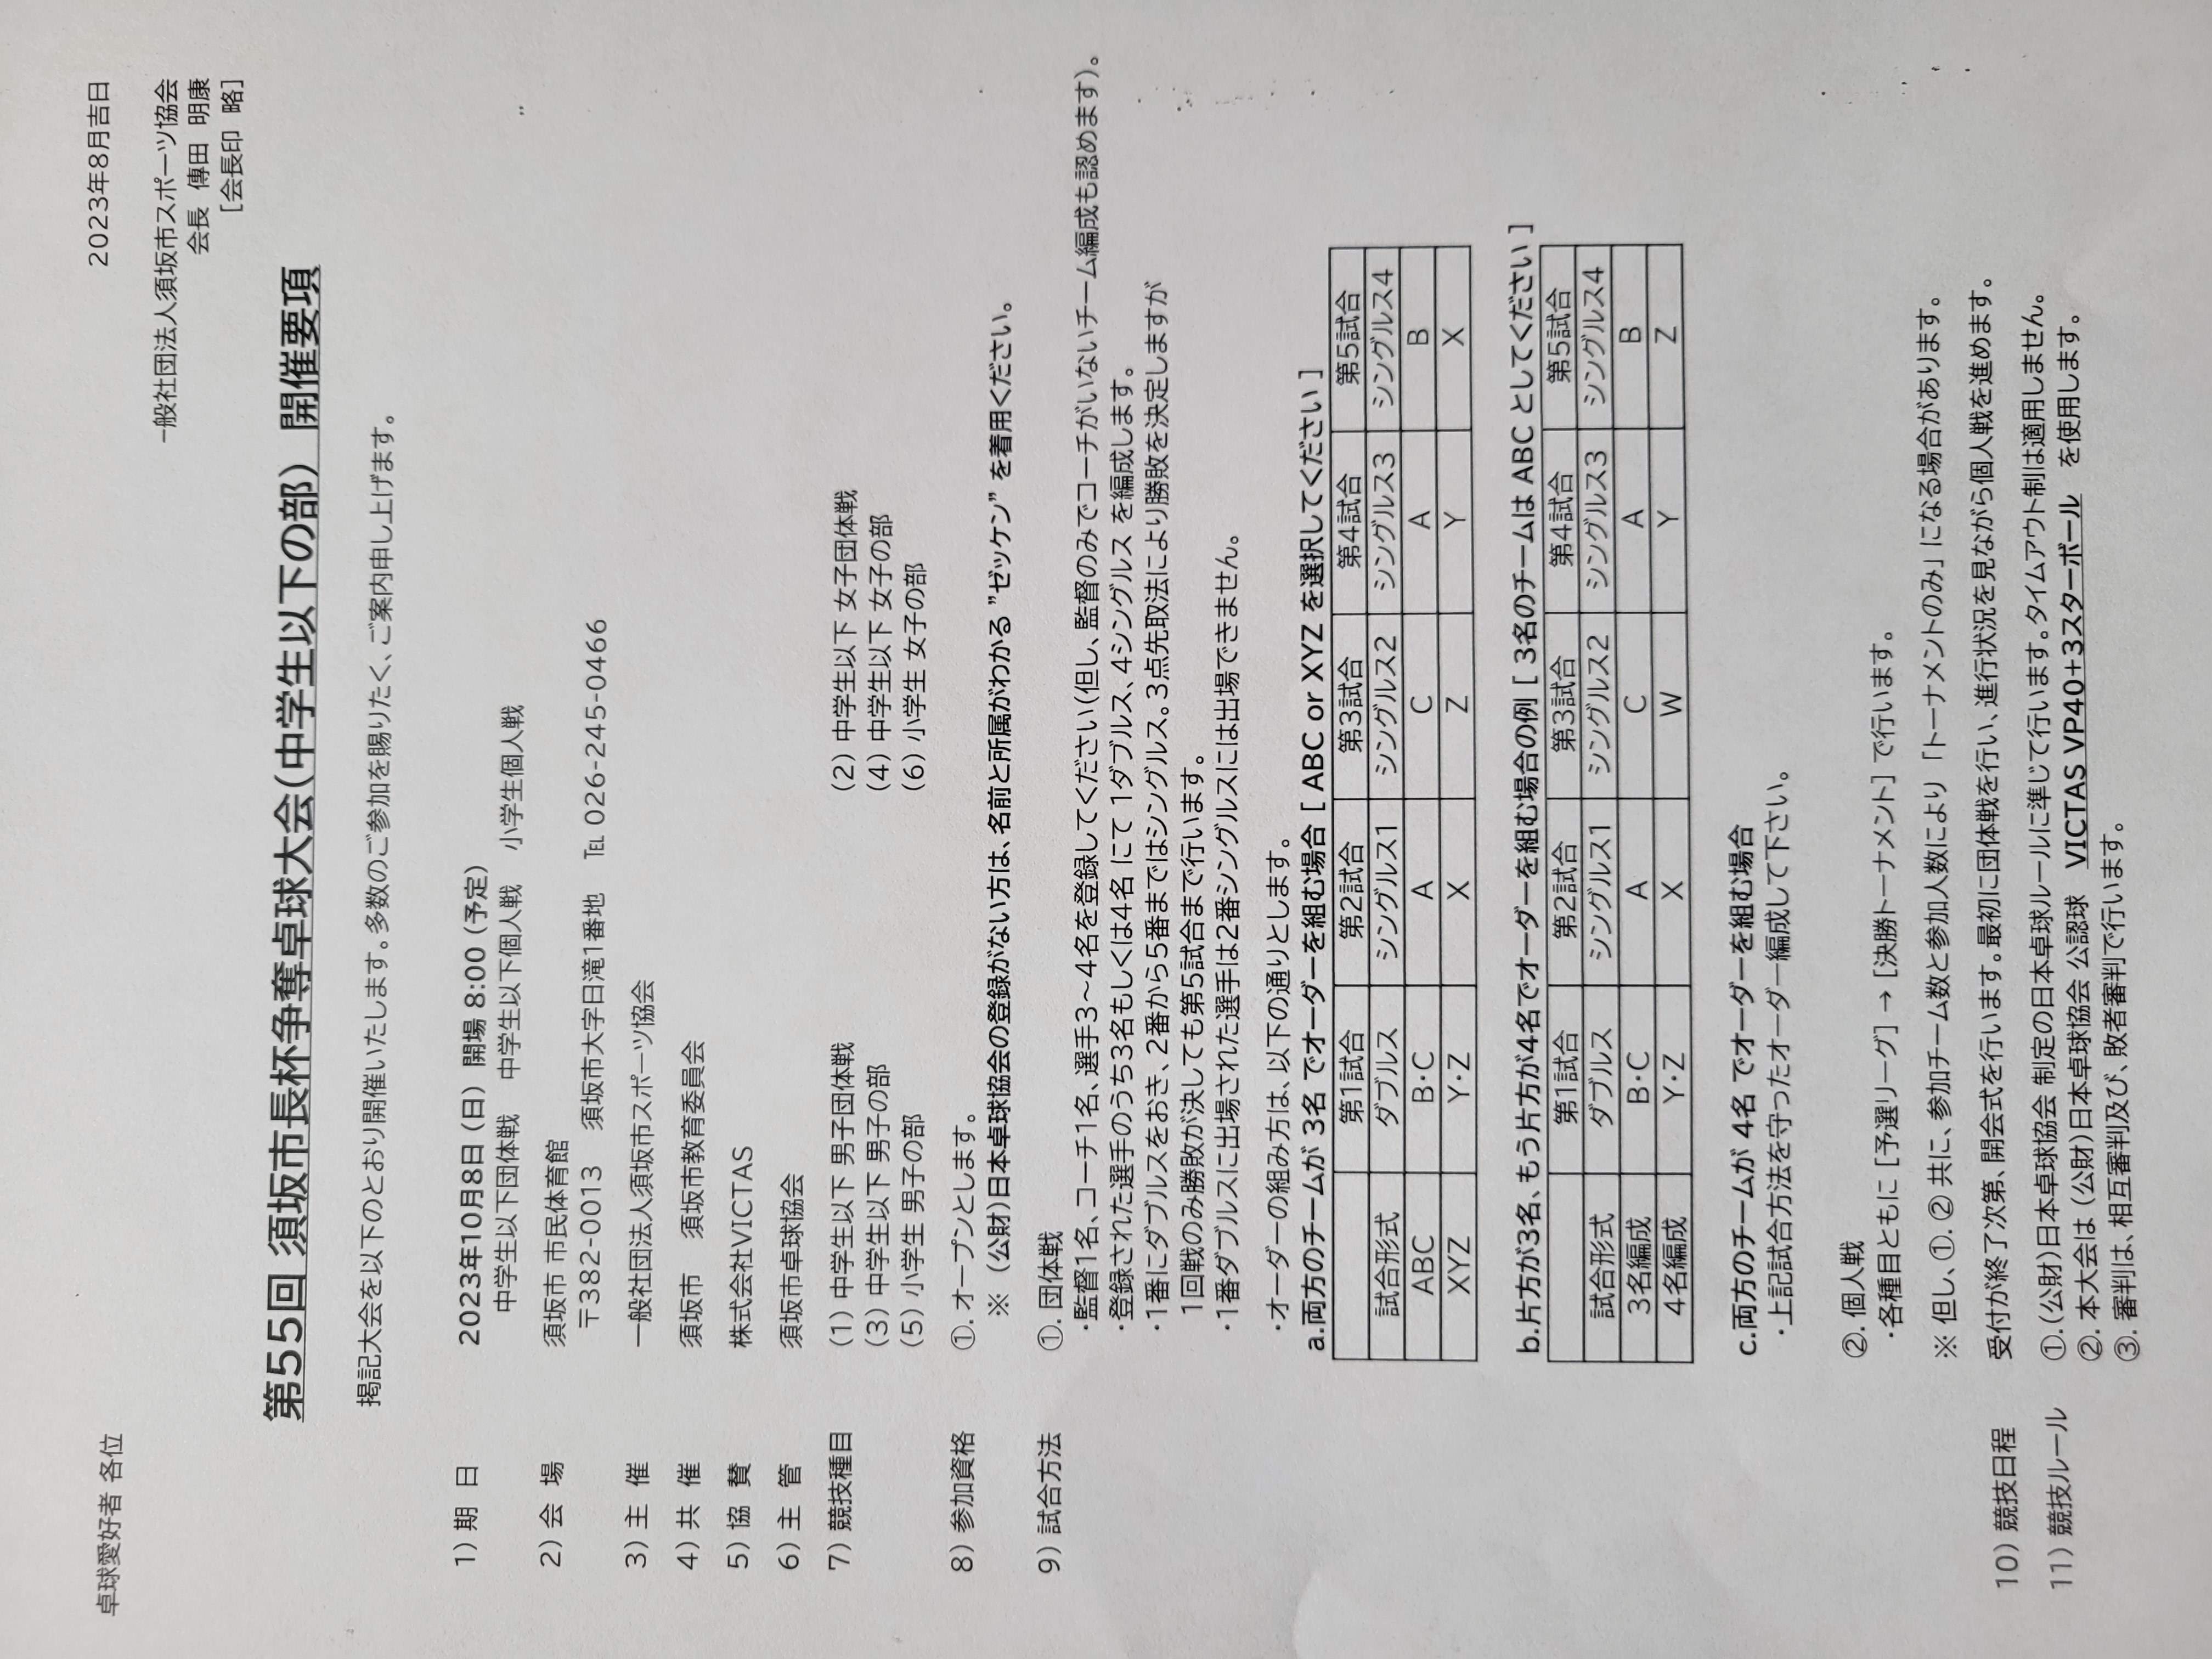 2023年8月吉日
卓球愛好者 各位
一般社団法人須坂市スポーツ協会
会長 傳田 明康
[会長印 略]
第55回 須坂市長杯争奪卓球大会(中学生以下の部) 開催要項
掲記大会を以下のとおり開催いたします。多数のご参加を賜りたく、ご案内申し上げます。
1) 期 日 2023年10月8日(日) 開場 8:00 (予定)
中学生以下団体戦 中学生以下個人戦 小学生個人戦
2) 会 場 須坂市 市民体育館
〒382-0013 須坂市大字日滝1番地 ℡ 026-245-0466
3) 主 催 一般社団法人須坂市スポーツ協会
4) 共 催 須坂市 須坂市教育委員会
5) 協 賛 株式会社VICTAS
6) 主 管 須坂市卓球協会
7) 競技種目 (1) 中学生以下 男子団体戦 (2) 中学生以下 女子団体戦
(3) 中学生以下 男子の部 (4) 中学生以下 女子の部
(5) 小学生 男子の部 (6) 小学生 女子の部
8) 参加資格 ①. オープンとします。
※ (公財)日本卓球協会の登録がない方は、名前と所属がわかる "ゼッケン" を着用ください。
9) 試合方法 ①. 団体戦
・監督1名、コーチ1名、選手3~4名を登録してください(但し、監督のみでコーチがいないチーム編成も認めます)。
・登録された選手のうち3名もしくは4名 にて 1ダブルス、4シングルス を編成します。
・1番にダブルスをおき、2番から5番まではシングルス。3点先取法により勝敗を決定しますが
1回戦のみ勝敗が決しても第5試合まで行います。
・1番ダブルスに出場された選手は2番シングルスには出場できません。
・オーダーの組み方は、以下の通りとします。
a.両方のチームが 3名 でオーダーを組む場合 [ ABC or XYZ を選択してください ]
第1試合 第2試合 第3試合 第4試合 第5試合
試合形式 ダブルス シングルス1 シングルス2 シングルス3 シングルス4
ABC B・C A C A B
XYZ Y・Z X Z Y X
b.片方が3名、もう片方が4名でオーダーを組む場合の例 [ 3名のチームは ABC としてください ]
第1試合 第2試合 第3試合 第4試合 第5試合
試合形式 ダブルス シングルス1 シングルス2 シングルス3 シングルス4
3名編成 B・C A C A B
4名編成 Y・Z X W Y Z
c.両方のチームが 4名 でオーダーを組む場合
・上記試合方法を守ったオーダー編成して下さい。
②. 個人戦
・各種目ともに [予選リーグ] → [決勝トーナメント] で行います。
※ 但し、①. ② 共に、参加チーム数と参加人数により 「トーナメントのみ」になる場合があります。
10) 競技日程 受付が終了次第、開会式を行います。最初に団体戦を行い、進行状況を見ながら個人戦を進めます。
11) 競技ルール ①. (公財)日本卓球協会 制定の日本卓球ルールに準じて行います。タイムアウト制は適用しません。
②. 本大会は (公財)日本卓球協会 公認球 VICTAS VP40+3スターボール を使用します。
③. 審判は、相互審判及び、敗者審判で行います。